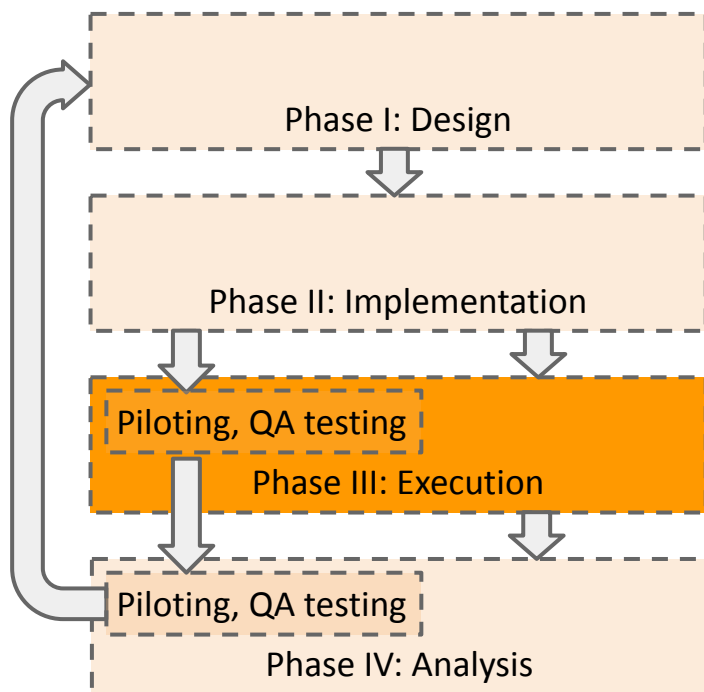 Phase I: Design
Phase II: Implementation
Piloting, QA testing
Phase III: Execution
Piloting, QA testing
Phase IV: Analysis